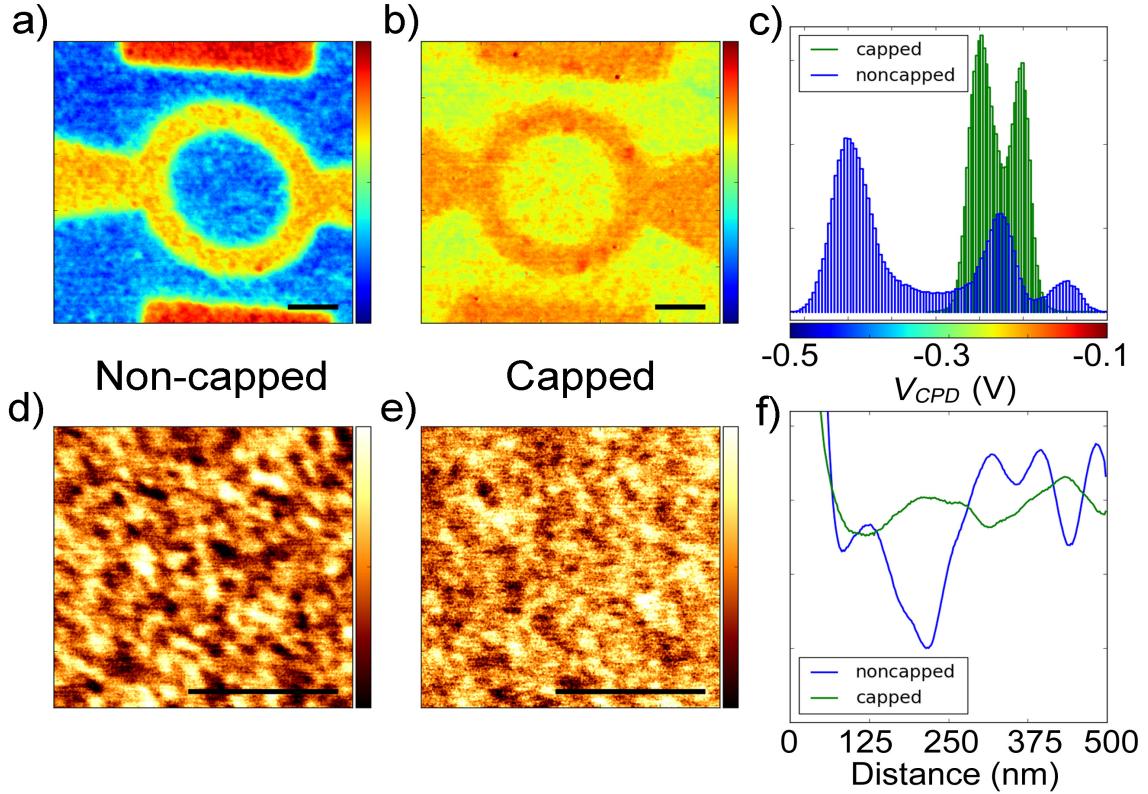 a)
b)
c)
capped
noncapped
-0.5
-0.3
-0.1
V_CPD (V)
Non-capped
Capped
d)
e)
f)
noncapped
capped
0
125
250
375
500
Distance (nm)